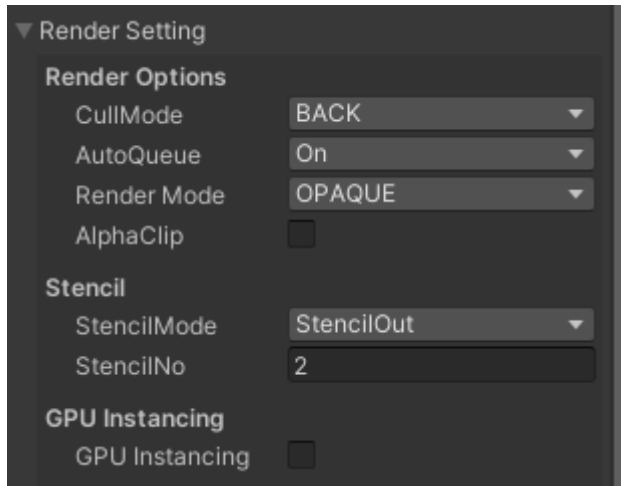 Render Setting
Render Options
CullMode BACK
AutoQueue On
Render Mode OPAQUE
AlphaClip
Stencil
StencilMode StencilOut
StencilNo 2
GPU Instancing
GPU Instancing